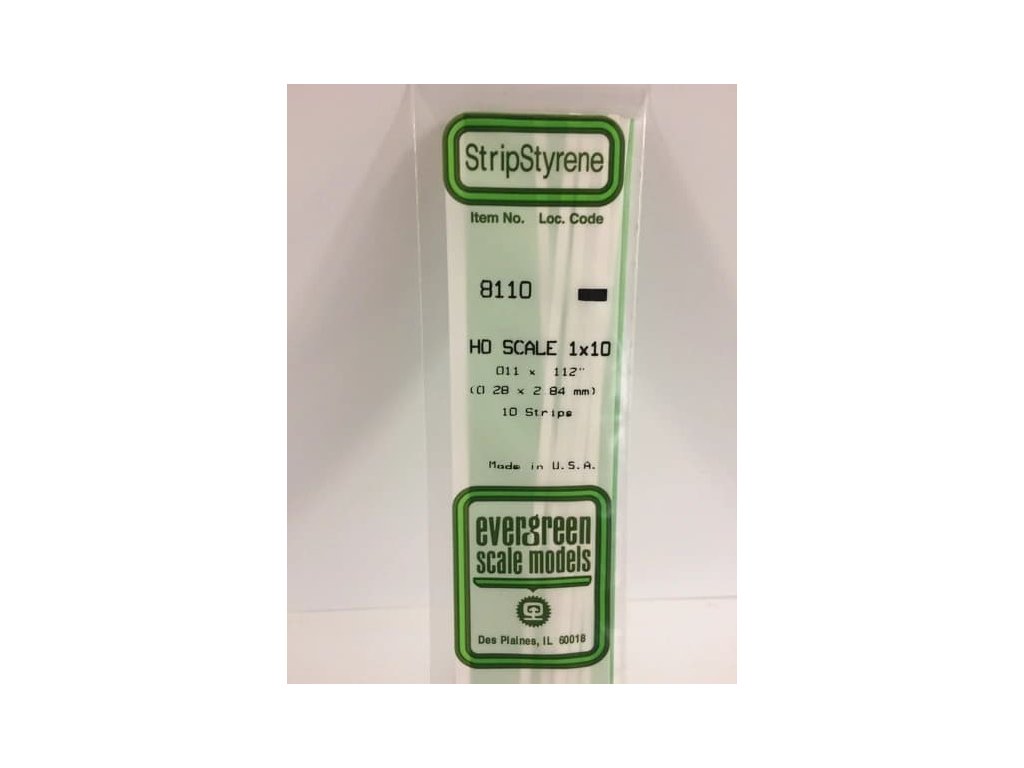 StripStyrene
Item No. Loc. Code
8110
HO SCALE 1x10
.011 x .112"
(0.28 x 2.84 mm)
10 Strips
Made in U.S.A.
evergreen
scale models
Des Plaines, IL 60018